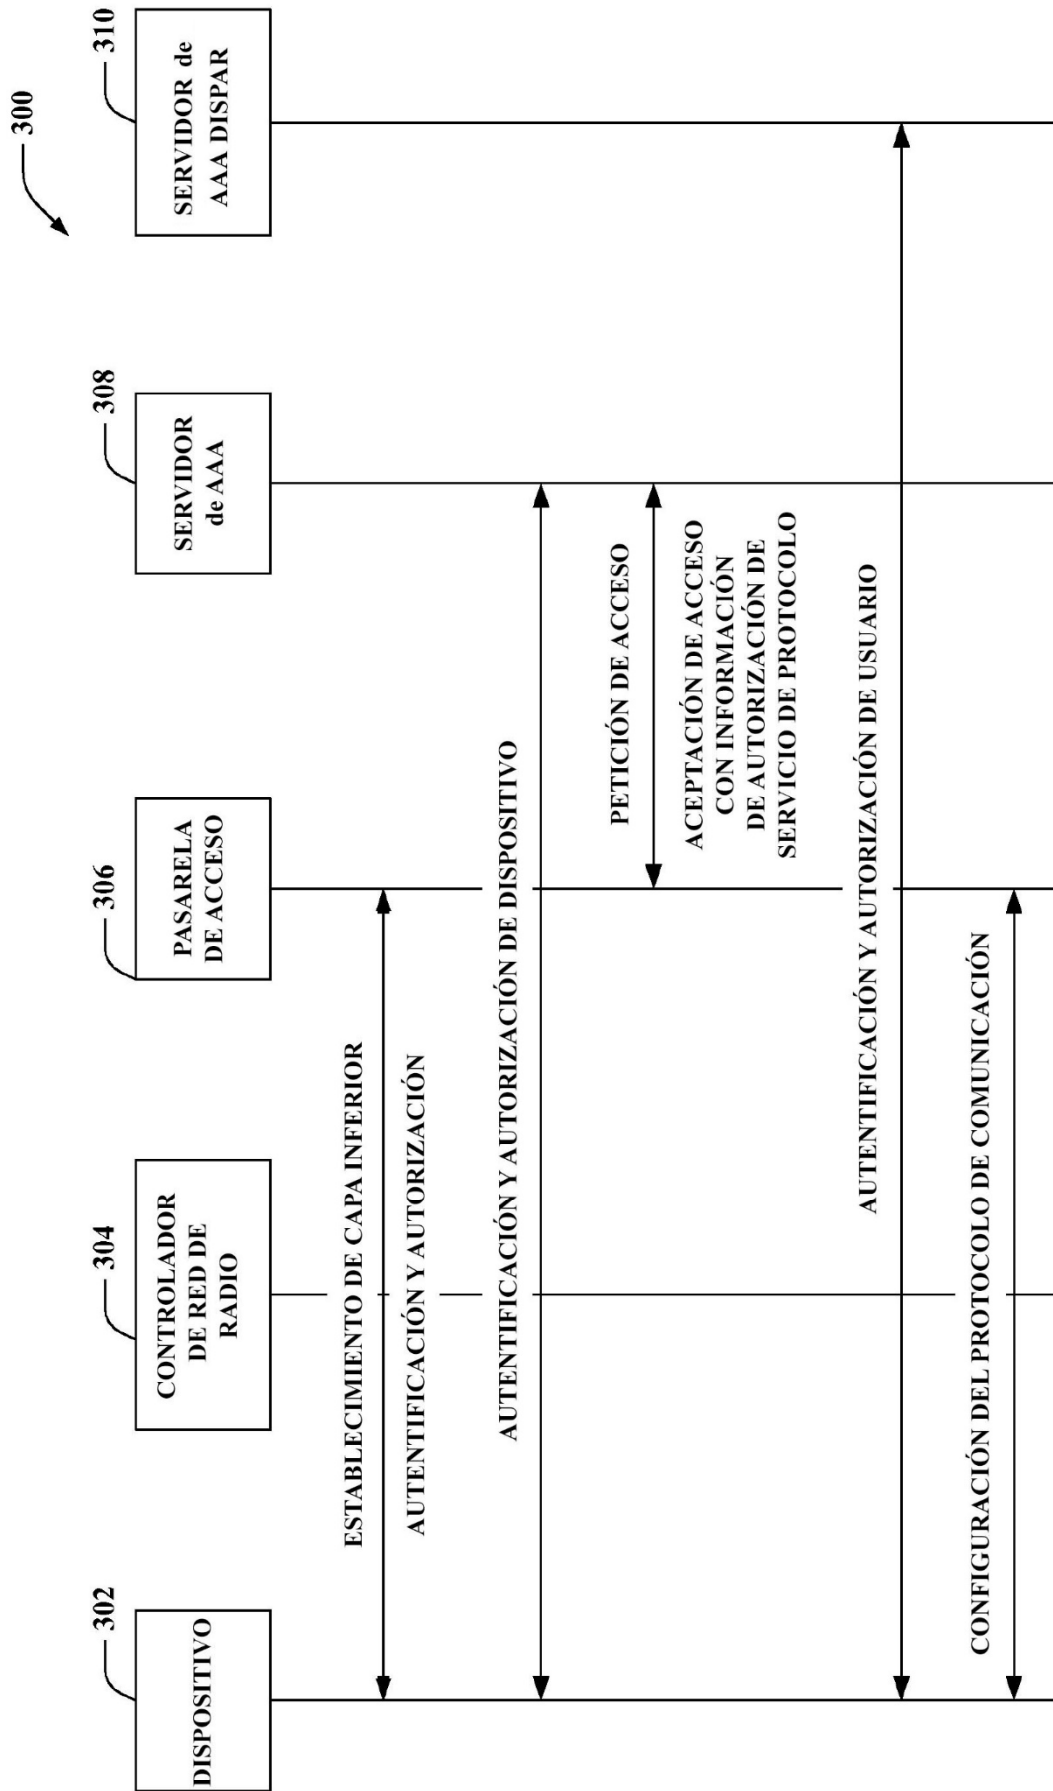 300
302
DISPOSITIVO
304
CONTROLADOR
DE RED DE
RADIO
306
PASARELA
DE ACCESO
308
SERVIDOR
de AAA
310
SERVIDOR de
AAA DISPAR
ESTABLECIMIENTO DE CAPA INFERIOR
AUTENTIFICACIÓN Y AUTORIZACIÓN
AUTENTIFICACIÓN Y AUTORIZACIÓN DE DISPOSITIVO
PETICIÓN DE ACCESO
ACEPTACIÓN DE ACCESO
CON INFORMACIÓN
DE AUTORIZACIÓN DE
SERVICIO DE PROTOCOLO
AUTENTIFICACIÓN Y AUTORIZACIÓN DE USUARIO
CONFIGURACIÓN DEL PROTOCOLO DE COMUNICACIÓN